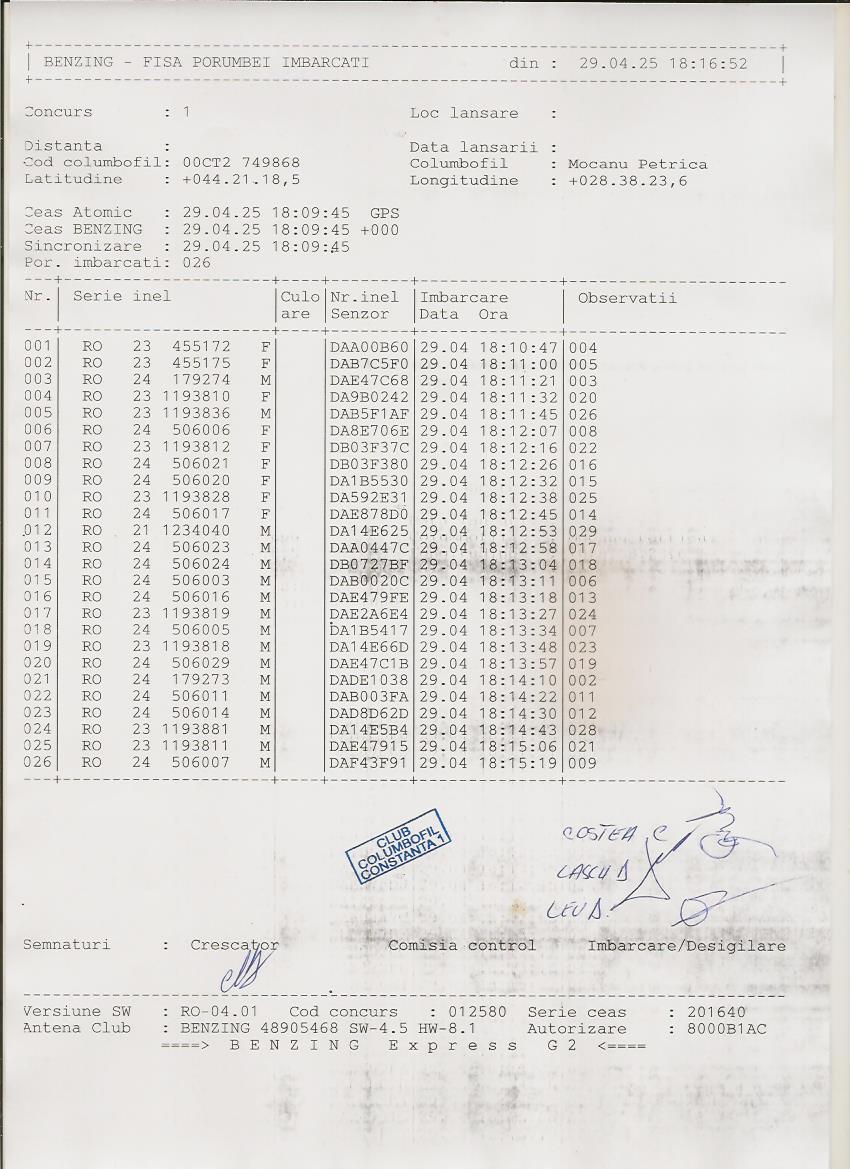 BENZING - FISA PORUMBEI IMBARCATI din : 29.04.25 18:16:52
Concurs : 1 Loc lansare :
Distanta : Data lansarii :
Cod columbofil: 00CT2 749868 Columbofil : Mocanu Petrica
Latitudine : +044.21.18,5 Longitudine : +028.38.23,6
Ceas Atomic : 29.04.25 18:09:45 GPS
Ceas BENZING : 29.04.25 18:09:45 +000
Sincronizare : 29.04.25 18:09:45
Por. imbarcati: 026
Nr. Serie inel Culo Nr.inel Imbarcare Observatii
are Senzor Data Ora
001 RO 23 455172 F DAA00B60 29.04 18:10:47 004
002 RO 23 455175 F DAB7C5F0 29.04 18:11:00 005
003 RO 24 179274 M DAE47C68 29.04 18:11:21 003
004 RO 23 1193810 F DA9B0242 29.04 18:11:32 020
005 RO 23 1193836 M DAB5F1AF 29.04 18:11:45 026
006 RO 24 506006 F DA8E706E 29.04 18:12:07 008
007 RO 23 1193812 F DB03F37C 29.04 18:12:16 022
008 RO 24 506021 F DB03F380 29.04 18:12:26 016
009 RO 24 506020 F DA1B5530 29.04 18:12:32 015
010 RO 23 1193828 F DA592E31 29.04 18:12:38 025
011 RO 24 506017 F DAE878D0 29.04 18:12:45 014
012 RO 21 1234040 M DA14E625 29.04 18:12:53 029
013 RO 24 506023 M DAA0447C 29.04 18:12:58 017
014 RO 24 506024 M DB0727BF 29.04 18:13:04 018
015 RO 24 506003 M DAB0020C 29.04 18:13:11 006
016 RO 24 506016 M DAE479FE 29.04 18:13:18 013
017 RO 23 1193819 M DAE2A6E4 29.04 18:13:27 024
018 RO 24 506005 M DA1B5417 29.04 18:13:34 007
019 RO 23 1193818 M DA14E66D 29.04 18:13:48 023
020 RO 24 506029 M DAE47C1B 29.04 18:13:57 019
021 RO 24 179273 M DADE1038 29.04 18:14:10 002
022 RO 24 506011 M DAB003FA 29.04 18:14:22 011
023 RO 24 506014 M DAD8D62D 29.04 18:14:30 012
024 RO 23 1193881 M DA14E5B4 29.04 18:14:43 028
025 RO 23 1193811 M DAE47915 29.04 18:15:06 021
026 RO 24 506007 M DAF43F91 29.04 18:15:19 009
CLUB
COLUMBOFIL
CONSTANTA 1
COSTEA C
LASCU D
LEU D.
Semnaturi : Crescator Comisia control Imbarcare/Desigilare
Versiune SW : RO-04.01 Cod concurs : 012580 Serie ceas : 201640
Antena Club : BENZING 48905468 SW-4.5 HW-8.1 Autorizare : 8000B1AC
====> B E N Z I N G E x p r e s s G 2 <====